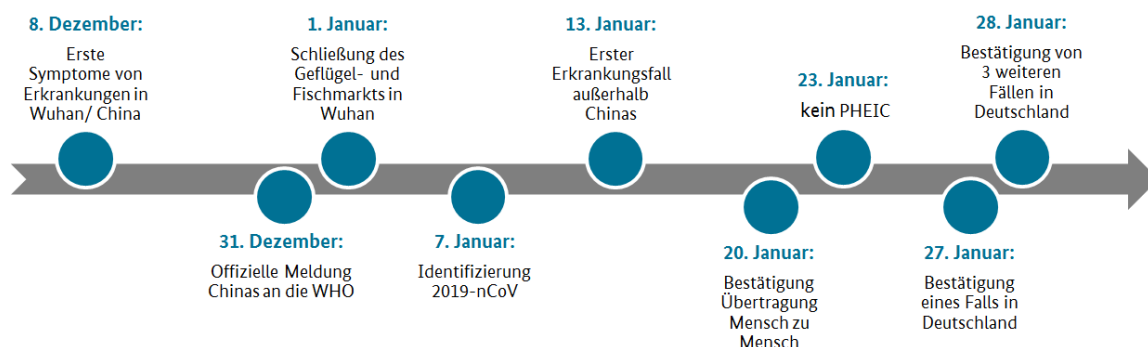 8. Dezember:
Erste
Symptome von
Erkrankungen in
Wuhan/ China
31. Dezember:
Offizielle Meldung
Chinas an die WHO
1. Januar:
Schließung des
Geflügel- und
Fischmarkts in
Wuhan
7. Januar:
Identifizierung
2019-nCoV
13. Januar:
Erster
Erkrankungsfall
außerhalb
Chinas
20. Januar:
Bestätigung
Übertragung
Mensch zu
Mensch
23. Januar:
kein PHEIC
27. Januar:
Bestätigung
eines Falls in
Deutschland
28. Januar:
Bestätigung von
3 weiteren
Fällen in
Deutschland